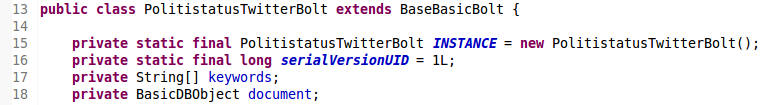 13 public class PolitistatusTwitterBolt extends BaseBasicBolt {
14
15 private static final PolitistatusTwitterBolt INSTANCE = new PolitistatusTwitterBolt();
16 private static final long serialVersionUID = 1L;
17 private String[] keywords;
18 private BasicDBObject document;